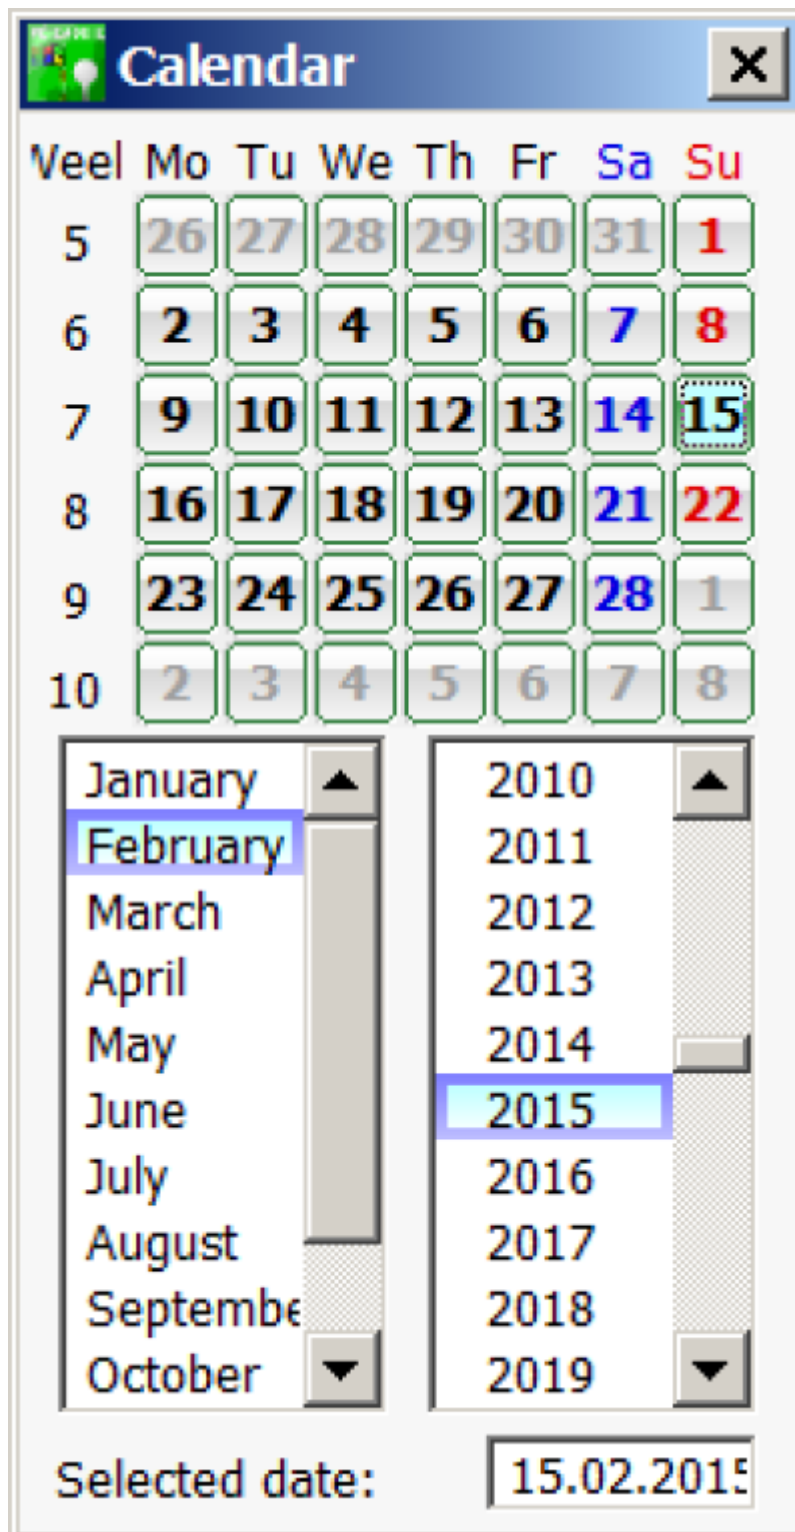 Calendar
Week Mo Tu We Th Fr Sa Su
5 26 27 28 29 30 31 1
6 2 3 4 5 6 7 8
7 9 10 11 12 13 14 15
8 16 17 18 19 20 21 22
9 23 24 25 26 27 28 1
10 2 3 4 5 6 7 8
January 2010
February 2011
March 2012
April 2013
May 2014
June 2015
July 2016
August 2017
Septembe 2018
October 2019
Selected date: 15.02.2015